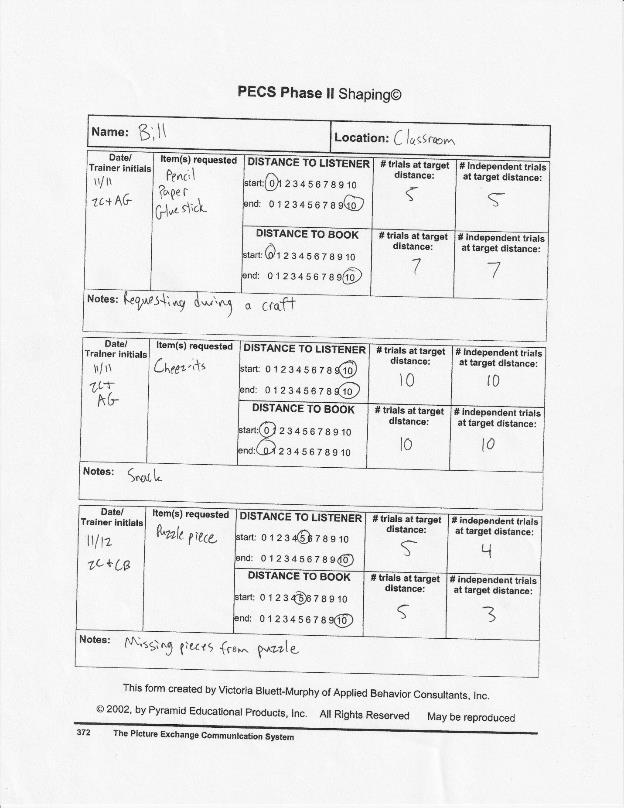 PECS Phase II Shaping©
Name: Bill
Location: Classroom
Date/ Trainer initials
11/11
ZC + AG
Item(s) requested
Pencil
Paper
Glue stick
DISTANCE TO LISTENER
start: 0 1 2 3 4 5 6 7 8 9 10
end: 0 1 2 3 4 5 6 7 8 9 10
# trials at target distance:
5
# Independent trials at target distance:
5
DISTANCE TO BOOK
start: 0 1 2 3 4 5 6 7 8 9 10
end: 0 1 2 3 4 5 6 7 8 9 10
# trials at target distance:
7
# Independent trials at target distance:
7
Notes: Requesting during a craft
Date/ Trainer initials
11/11
ZC+
AG
Item(s) requested
Cheez-its
DISTANCE TO LISTENER
start: 0 1 2 3 4 5 6 7 8 9 10
end: 0 1 2 3 4 5 6 7 8 9 10
# trials at target distance:
10
# Independent trials at target distance:
10
DISTANCE TO BOOK
start: 0 1 2 3 4 5 6 7 8 9 10
end: 0 1 2 3 4 5 6 7 8 9 10
# trials at target distance:
10
# Independent trials at target distance:
10
Notes: Snack
Date/ Trainer initials
11/12
ZC + CB
Item(s) requested
Puzzle piece
DISTANCE TO LISTENER
start: 0 1 2 3 4 5 6 7 8 9 10
end: 0 1 2 3 4 5 6 7 8 9 10
# trials at target distance:
5
# independent trials at target distance:
4
DISTANCE TO BOOK
start: 0 1 2 3 4 5 6 7 8 9 10
end: 0 1 2 3 4 5 6 7 8 9 10
# trials at target distance:
5
# independent trials at target distance:
3
Notes: Missing pieces from puzzle
This form created by Victoria Bluett-Murphy of Applied Behavior Consultants, Inc.
© 2002, by Pyramid Educational Products, Inc. All Rights Reserved May be reproduced
372 The Picture Exchange Communication System